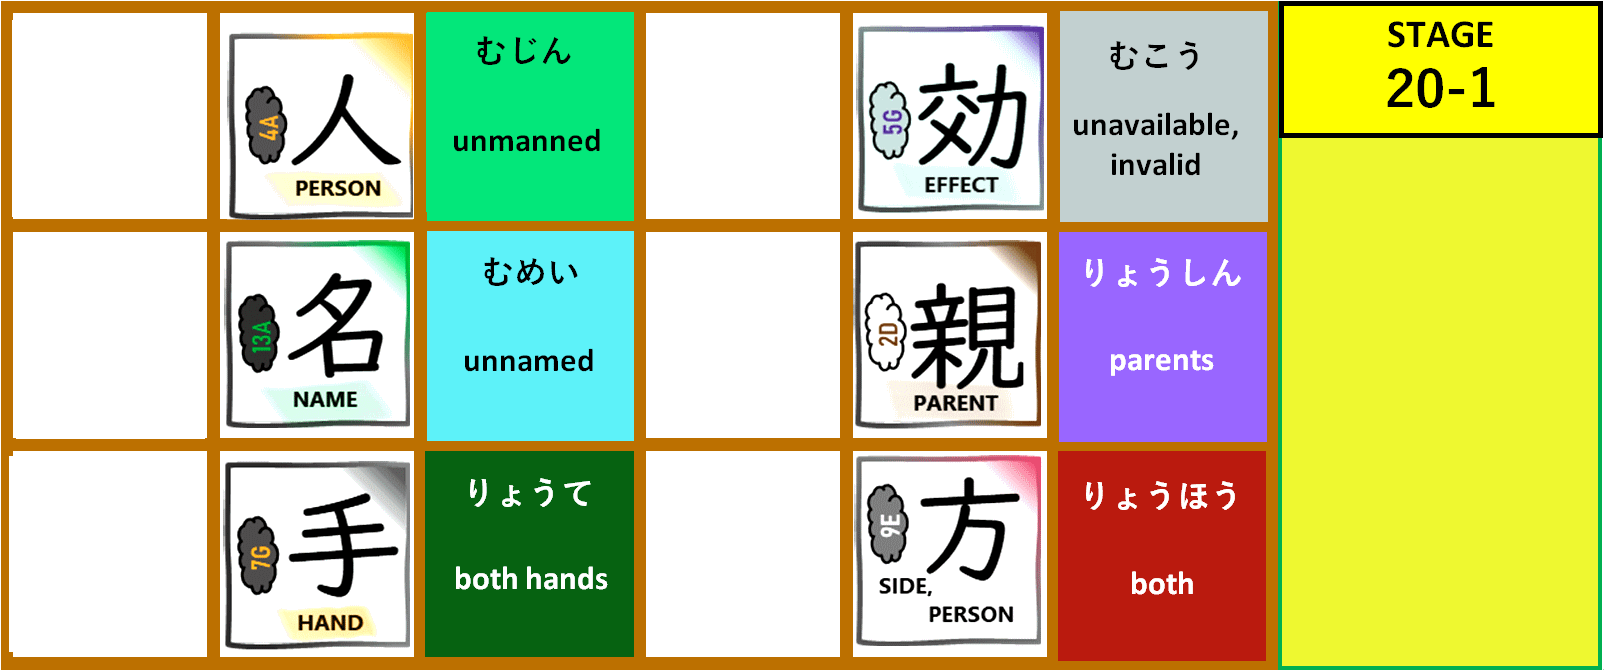 4A
人
PERSON
むじん
unmanned
5G
効
EFFECT
むこう
unavailable,
invalid
STAGE
20-1
13A
名
NAME
むめい
unnamed
2D
親
PARENT
りょうしん
parents
7G
手
HAND
りょうて
both hands
9E
方
SIDE,
PERSON
りょうほう
both